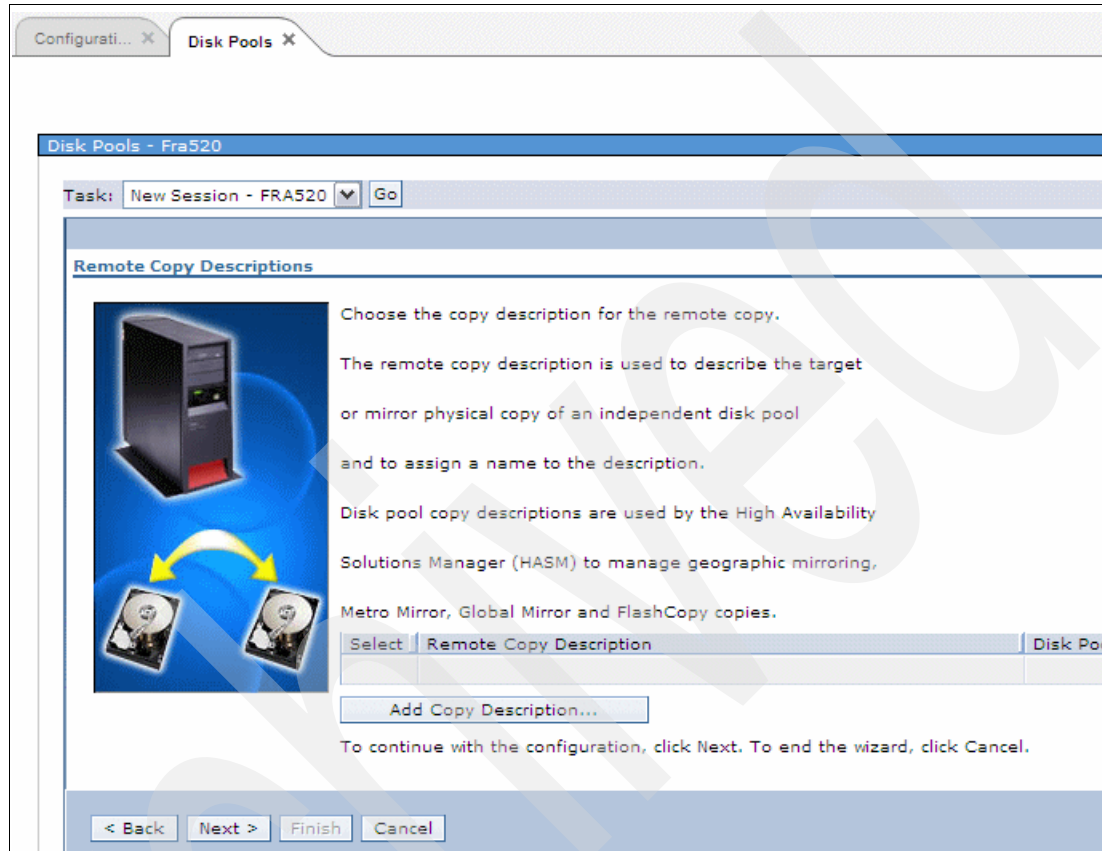 Configurati...
Disk Pools
Disk Pools - Fra520
Task: New Session - FRA520 Go
Remote Copy Descriptions
Choose the copy description for the remote copy.
The remote copy description is used to describe the target
or mirror physical copy of an independent disk pool
and to assign a name to the description.
Disk pool copy descriptions are used by the High Availability
Solutions Manager (HASM) to manage geographic mirroring,
Metro Mirror, Global Mirror and FlashCopy copies.
Select Remote Copy Description Disk Po
Add Copy Description...
To continue with the configuration, click Next. To end the wizard, click Cancel.
< Back Next > Finish Cancel